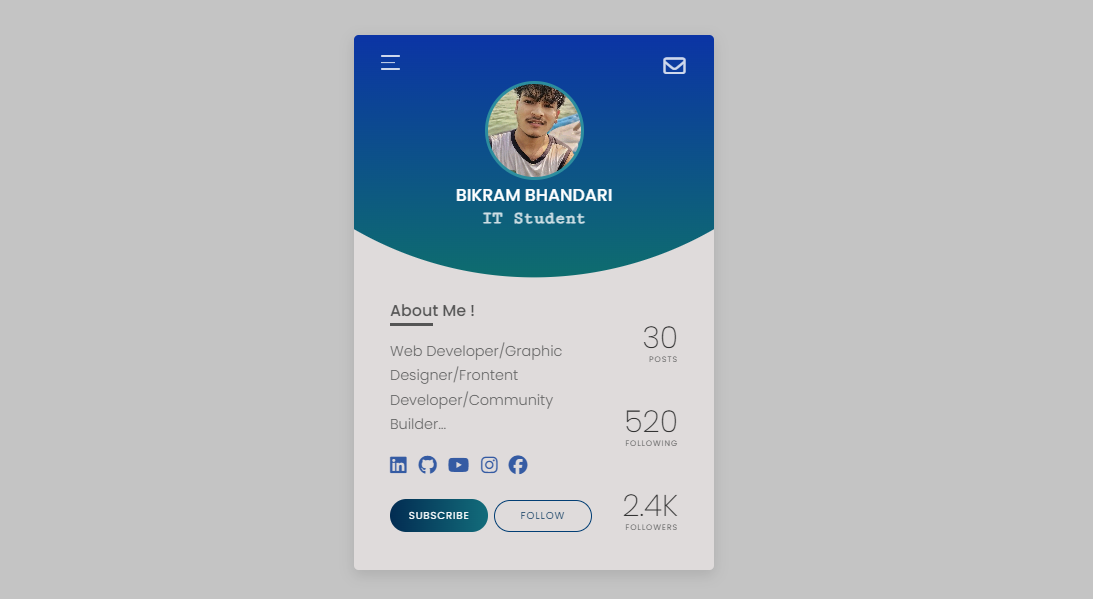 BIKRAM BHANDARI
IT Student
About Me !
Web Developer/Graphic
Designer/Frontent
Developer/Community
Builder...
SUBSCRIBE
FOLLOW
30
POSTS
520
FOLLOWING
2.4K
FOLLOWERS